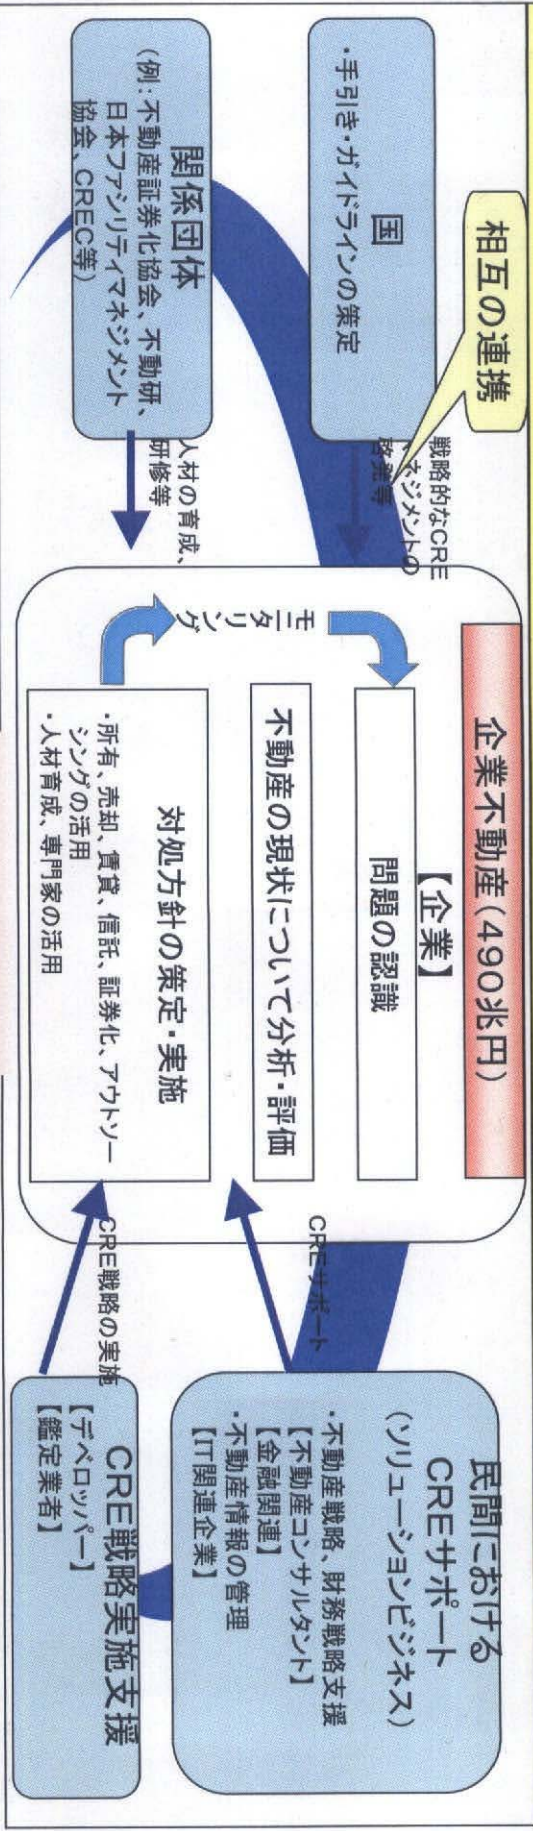 相互の連携
国
・手引き・ガイドラインの策定
戦略的なCRE
マネジメントの
啓発等
関係団体
(例:不動産証券化協会、不動研、
日本ファシリティマネジメント
協会、CREC等)
人材の育成、
研修等
企業不動産(490兆円)
【企業】
問題の認識
不動産の現状について分析・評価
対処方針の策定・実施
・所有、売却、賃貸、信託、証券化、アウトソー
シングの活用
・人材育成、専門家の活用
モニタリング
CREサポート
CRE戦略の実施
民間における
CREサポート
(ソリューションビジネス)
・不動産戦略、財務戦略支援
【不動産コンサルタント】
【金融関連】
・不動産情報の管理
【IT関連企業】
CRE戦略実施支援
【デベロッパー】
【鑑定業者】